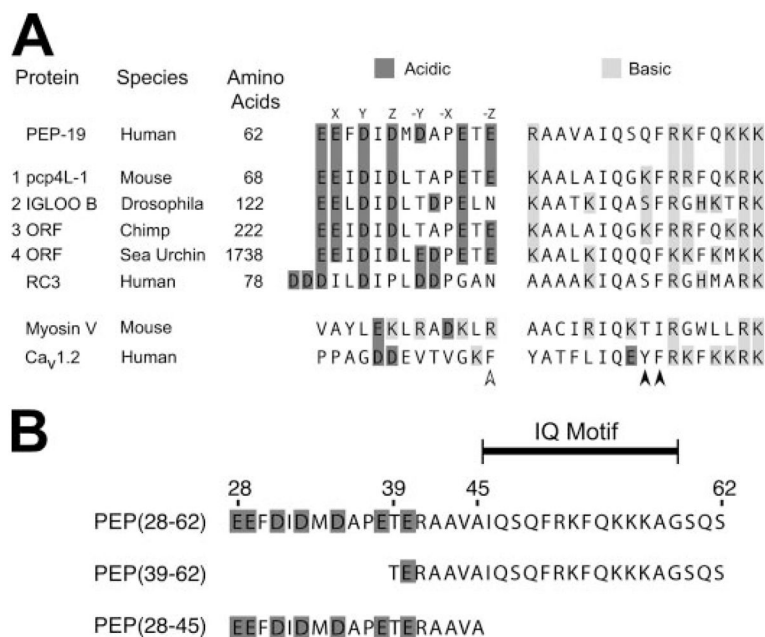 A
Acidic Basic
Protein Species Amino Acids
X Y Z -Y -X -Z
PEP-19 Human 62 EEFDIDMDAPETE RAAVAIQSQFRKFQKKK
1 pcp4L-1 Mouse 68 EEIDIDLTAPETE KAALAIQGKFRRFQKRK
2 IGLOO B Drosophila 122 EEIDLDLTDPELN KAATKIQASFRGHKTRK
3 ORF Chimp 222 EEIDIDLTAPETE KAALAIQGKFRRFQKRK
4 ORF Sea Urchin 1738 EEIDIDLEDPETE KAALKIQQQFKKFKMKK
RC3 Human 78 DDDILDIPLDDPGAN AAAAKIQASFRGHMARK
Myosin V Mouse VAYLEKLRADKLR AACIRIQKTIRGWLLRK
CaV1.2 Human PPAGDDEVTVGKF YATFLIQEYFRKFKKRK
B
IQ Motif
28 39 45 62
PEP(28-62) EEFDIDMDAPETERAAVAIQSQFRKFQKKKAGSQS
PEP(39-62) TERAAVAIQSQFRKFQKKKAGSQS
PEP(28-45) EEFDIDMDAPETERAAVA